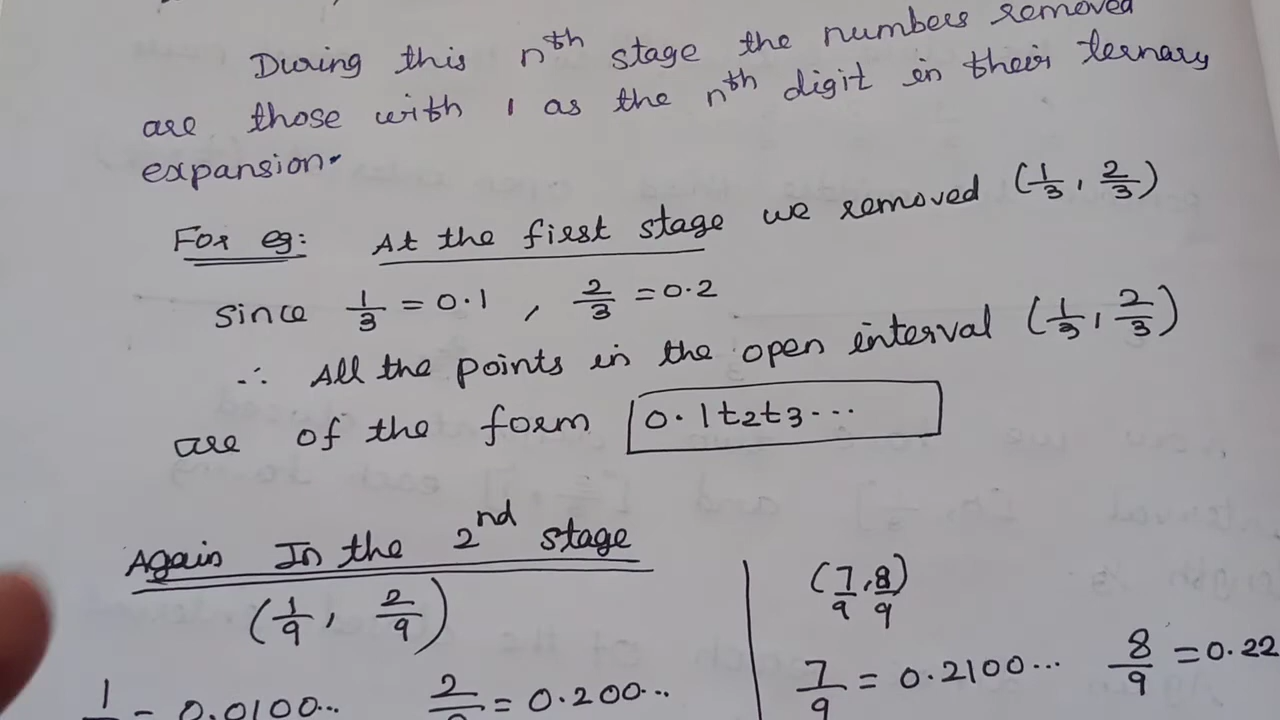 During this nth stage the numbers removed
are those with 1 as the nth digit in their ternary
expansion.
For eg: At the first stage we removed (1/3, 2/3)
since 1/3 = 0.1 , 2/3 = 0.2
∴ All the points in the open interval (1/3, 2/3)
are of the form 0.1t2t3...
Again In the 2nd stage
(1/9, 2/9)
(7/9, 8/9)
1/ = 0.0100... 2/9 = 0.200...
7/9 = 0.2100... 8/9 = 0.22